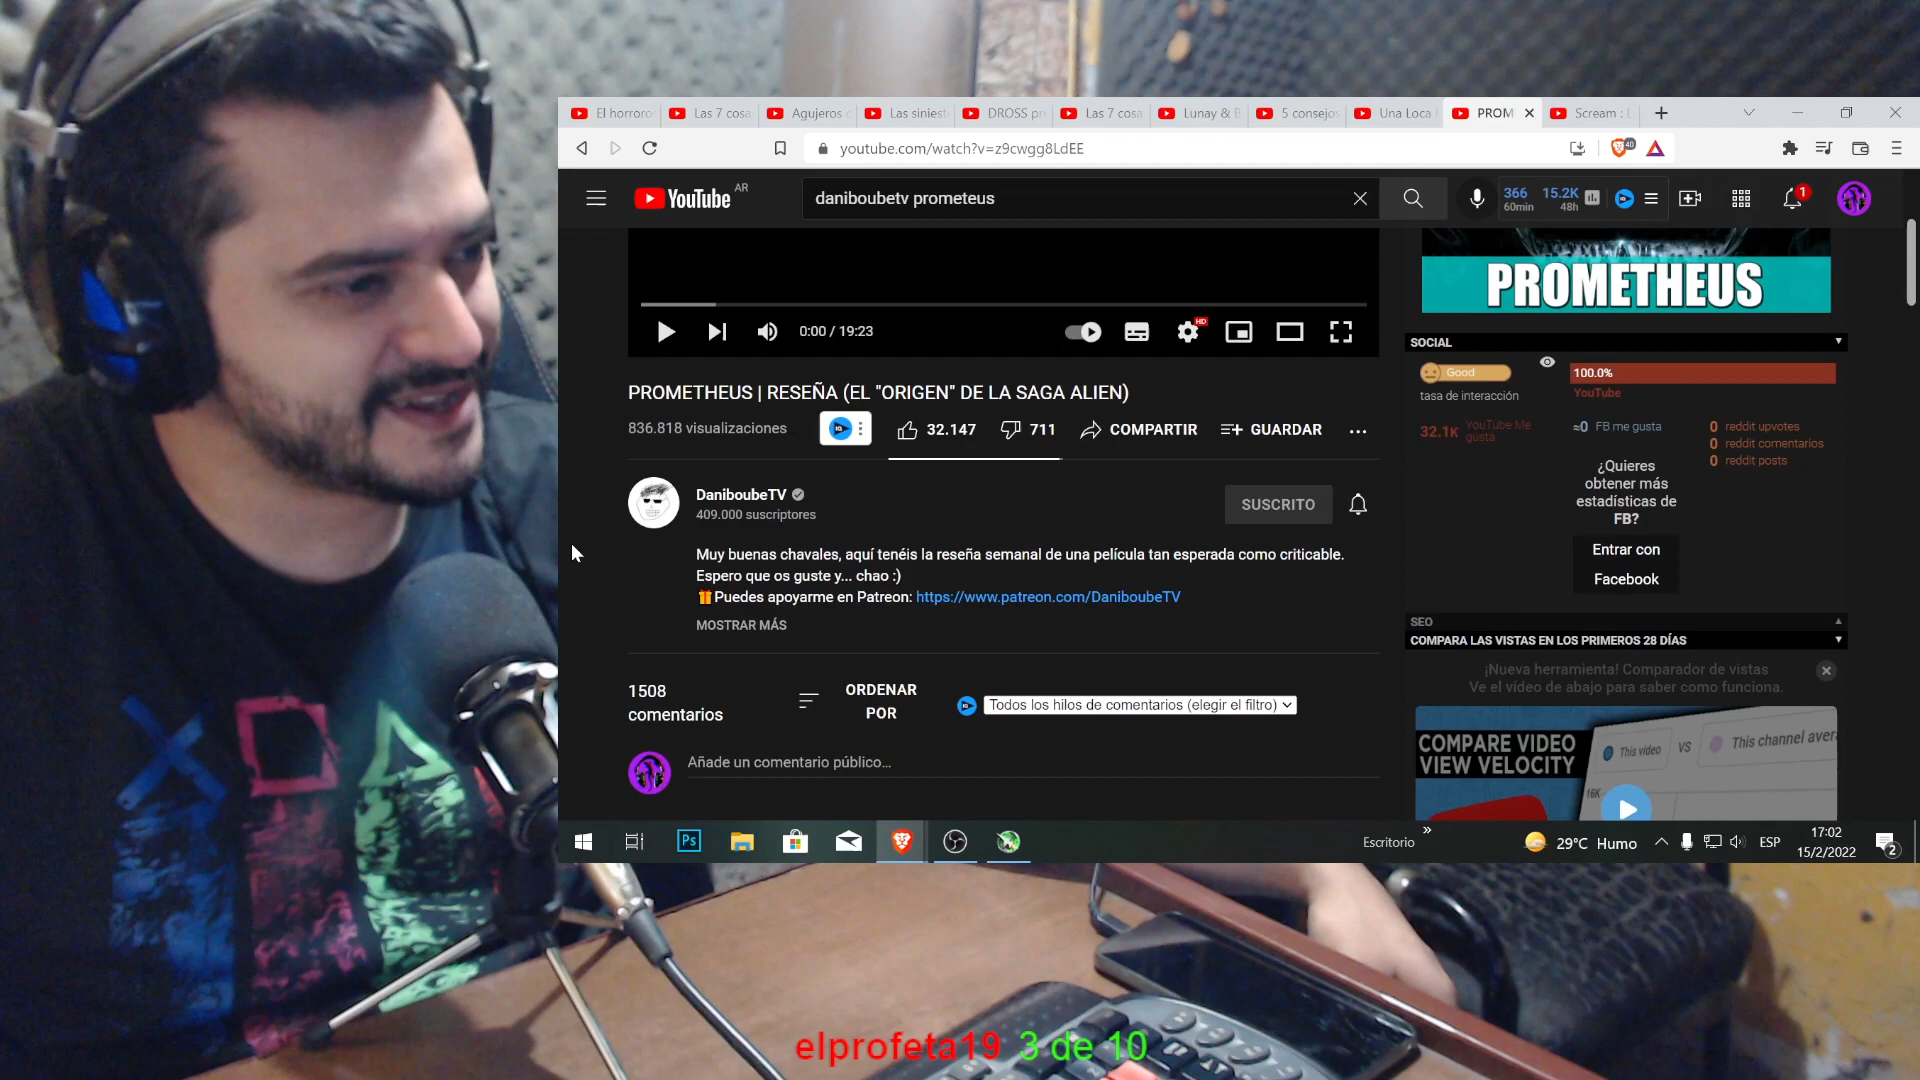 El horroro
Las 7 cosa
Agujeros
Las siniest
DROSS pr
Las 7 cosa
Lunay & B
5 consejos
Una Loca
PROM
Scream : L
youtube.com/watch?v=z9cwgg8LdEE
40
YouTube AR
daniboubetv prometeus
366 60min
15.2K 48h
1
PROMETHEUS
0:00 / 19:23
HD
PROMETHEUS | RESEÑA (EL "ORIGEN" DE LA SAGA ALIEN)
836.818 visualizaciones
32.147
711
COMPARTIR
GUARDAR
DaniboubeTV
409.000 suscriptores
SUSCRITO
Muy buenas chavales, aquí tenéis la reseña semanal de una película tan esperada como criticable.
Espero que os guste y... chao :)
Puedes apoyarme en Patreon: https://www.patreon.com/DaniboubeTV
MOSTRAR MÁS
1508 comentarios
ORDENAR POR
Todos los hilos de comentarios (elegir el filtro)
Añade un comentario público...
SOCIAL
Good
tasa de interacción
100.0%
YouTube
32.1K YouTube Me gusta
≈0 FB me gusta
0 reddit upvotes
0 reddit comentarios
0 reddit posts
¿Quieres
obtener más
estadísticas de
FB?
Entrar con
Facebook
SEO
COMPARA LAS VISTAS EN LOS PRIMEROS 28 DÍAS
¡Nueva herramienta! Comparador de vistas
Ve el vídeo de abajo para saber como funciona.
COMPARE VIDEO
VIEW VELOCITY
This video
VS
This channel aver
16K
Ps
Escritorio
29°C Humo
ESP
17:02
15/2/2022
2
elprofeta19 3 de 10